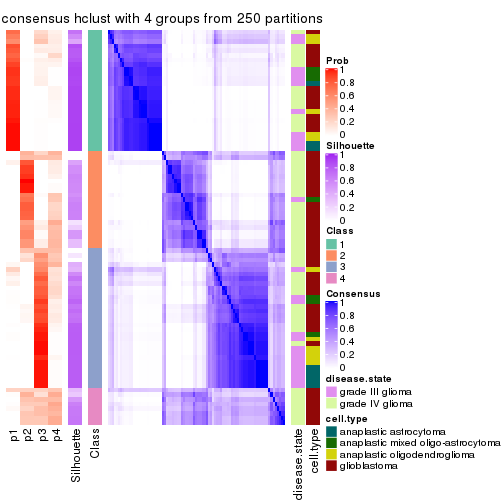 consensus hclust with 4 groups from 250 partitions
Prob
1
0.8
0.6
0.4
0.2
0
Silhouette
1
0.8
0.6
0.4
0.2
0
Class
1
2
3
4
Consensus
1
0.8
0.6
0.4
0.2
0
disease.state
grade III glioma
grade IV glioma
cell.type
anaplastic astrocytoma
anaplastic mixed oligo-astrocytoma
anaplastic oligodendroglioma
glioblastoma
p1
p2
p3
p4
Silhouette
Class
disease.state
cell.type